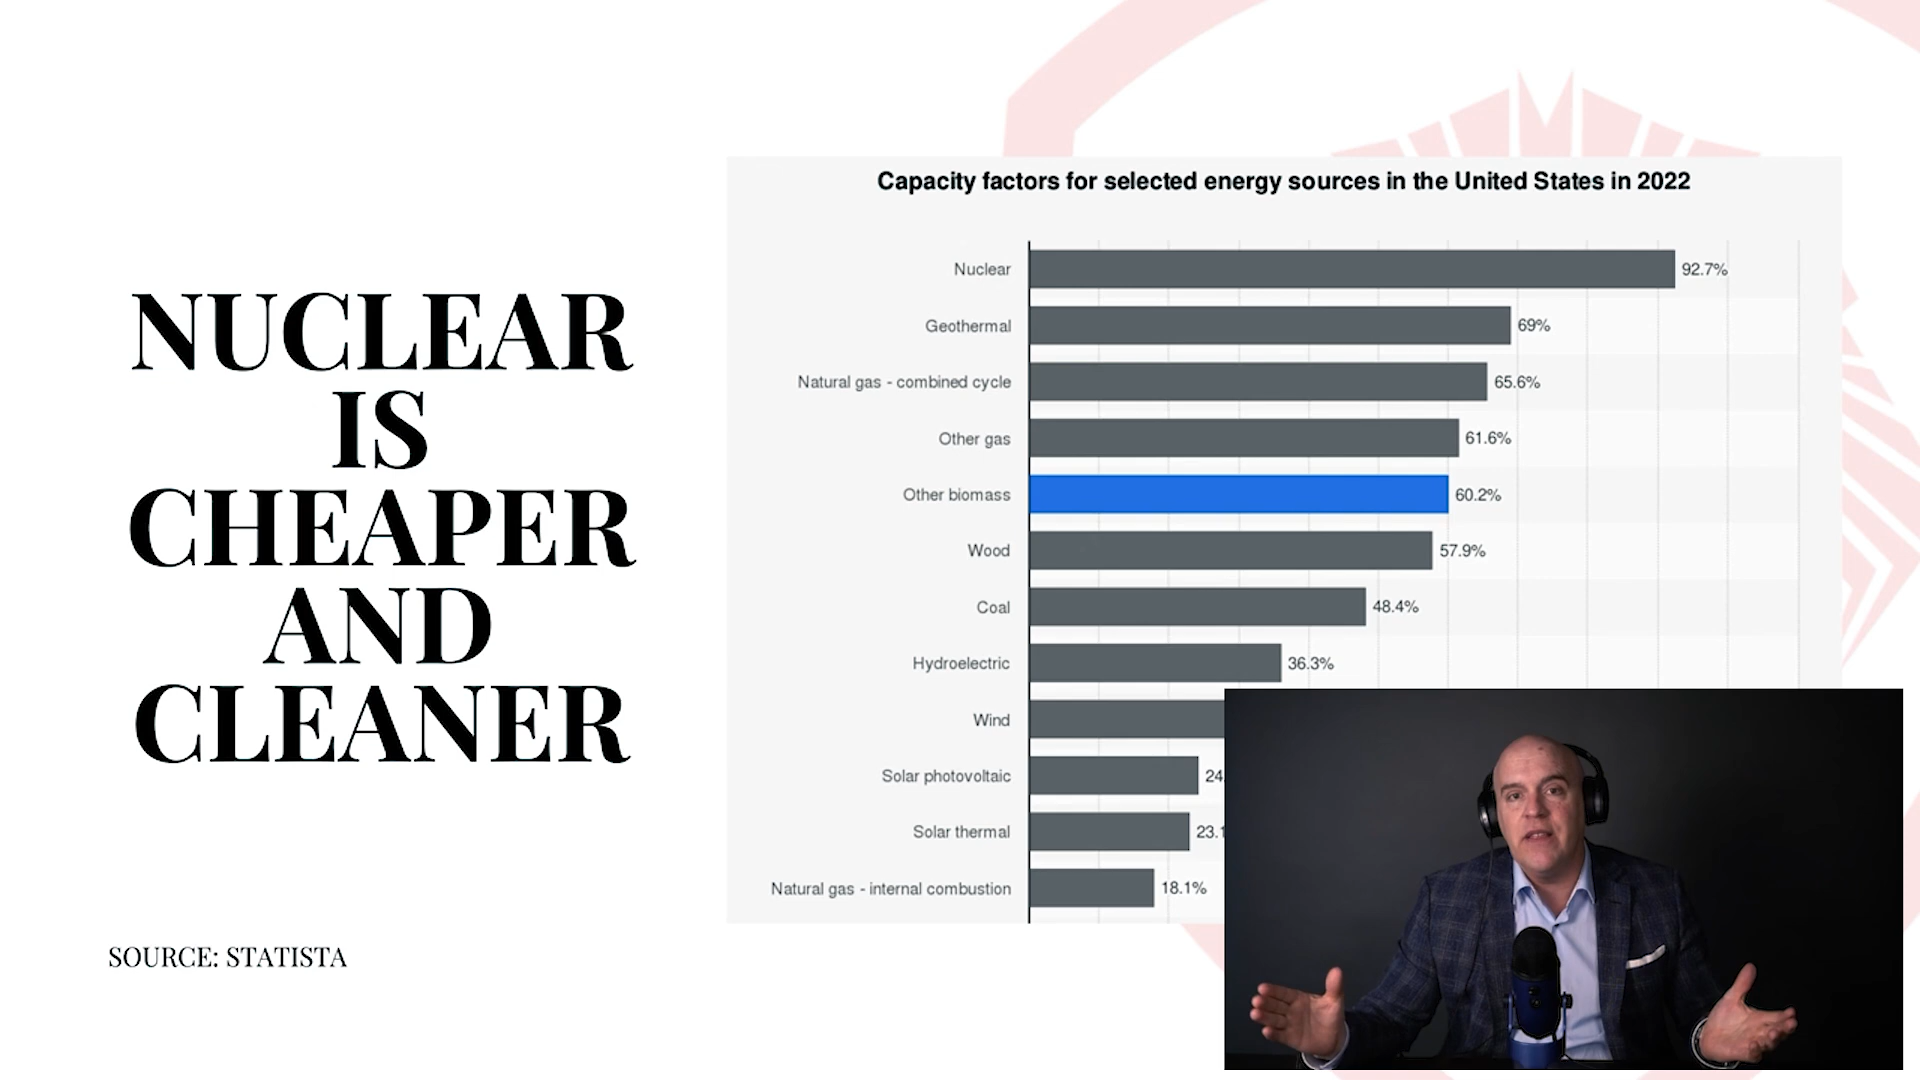 NUCLEAR
IS
CHEAPER
AND
CLEANER
SOURCE: STATISTA
Capacity factors for selected energy sources in the United States in 2022
Nuclear 92.7%
Geothermal 69%
Natural gas - combined cycle 65.6%
Other gas 61.6%
Other biomass 60.2%
Wood 57.9%
Coal 48.4%
Hydroelectric 36.3%
Wind
Solar photovoltaic 24
Solar thermal 23.1
Natural gas - internal combustion 18.1%